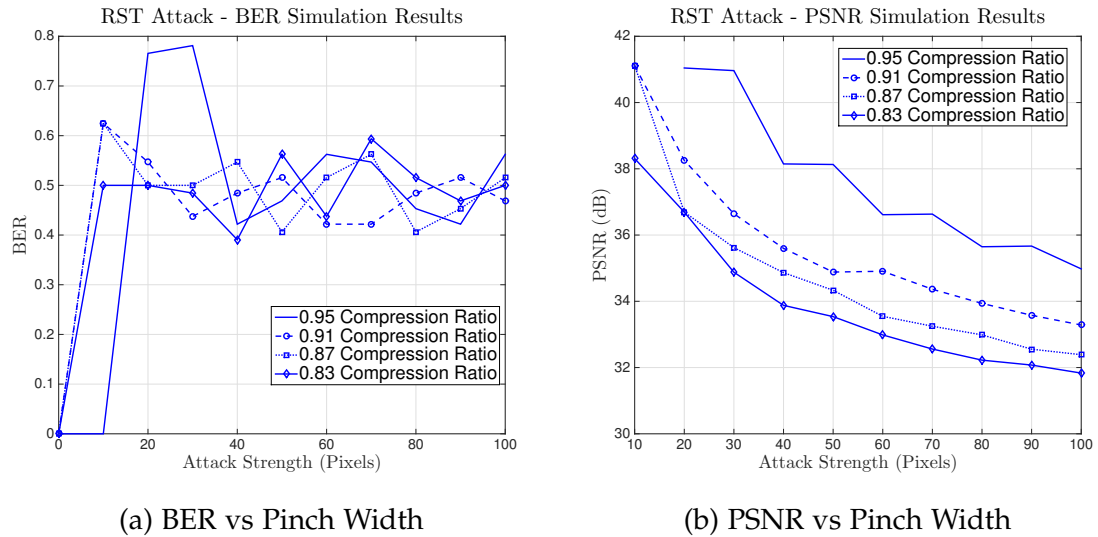 RST Attack - BER Simulation Results
0.8
0.7
0.6
0.5
0.4
0.3
0.2
0.1
0
BER
0.95 Compression Ratio
0.91 Compression Ratio
0.87 Compression Ratio
0.83 Compression Ratio
0 20 40 60 80 100
Attack Strength (Pixels)
(a) BER vs Pinch Width
RST Attack - PSNR Simulation Results
42
40
38
36
34
32
30
PSNR (dB)
0.95 Compression Ratio
0.91 Compression Ratio
0.87 Compression Ratio
0.83 Compression Ratio
10 20 30 40 50 60 70 80 90 100
Attack Strength (Pixels)
(b) PSNR vs Pinch Width